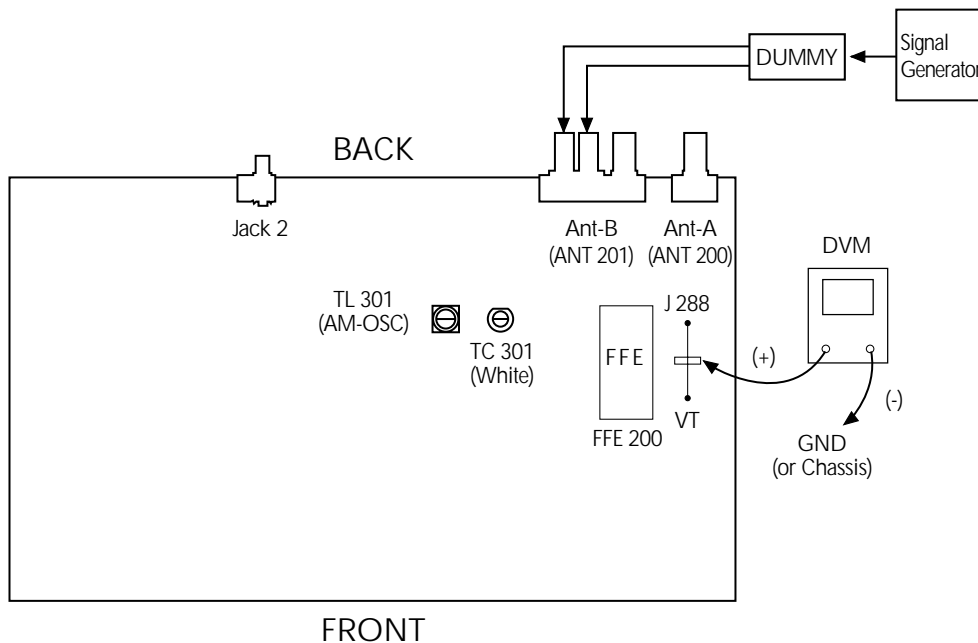 Signal
Generator
DUMMY
BACK
Jack 2
Ant-B
(ANT 201)
Ant-A
(ANT 200)
DVM
TL 301
(AM-OSC)
TC 301
(White)
J 288
FFE
(+)
(-)
VT
FFE 200
GND
(or Chassis)
FRONT